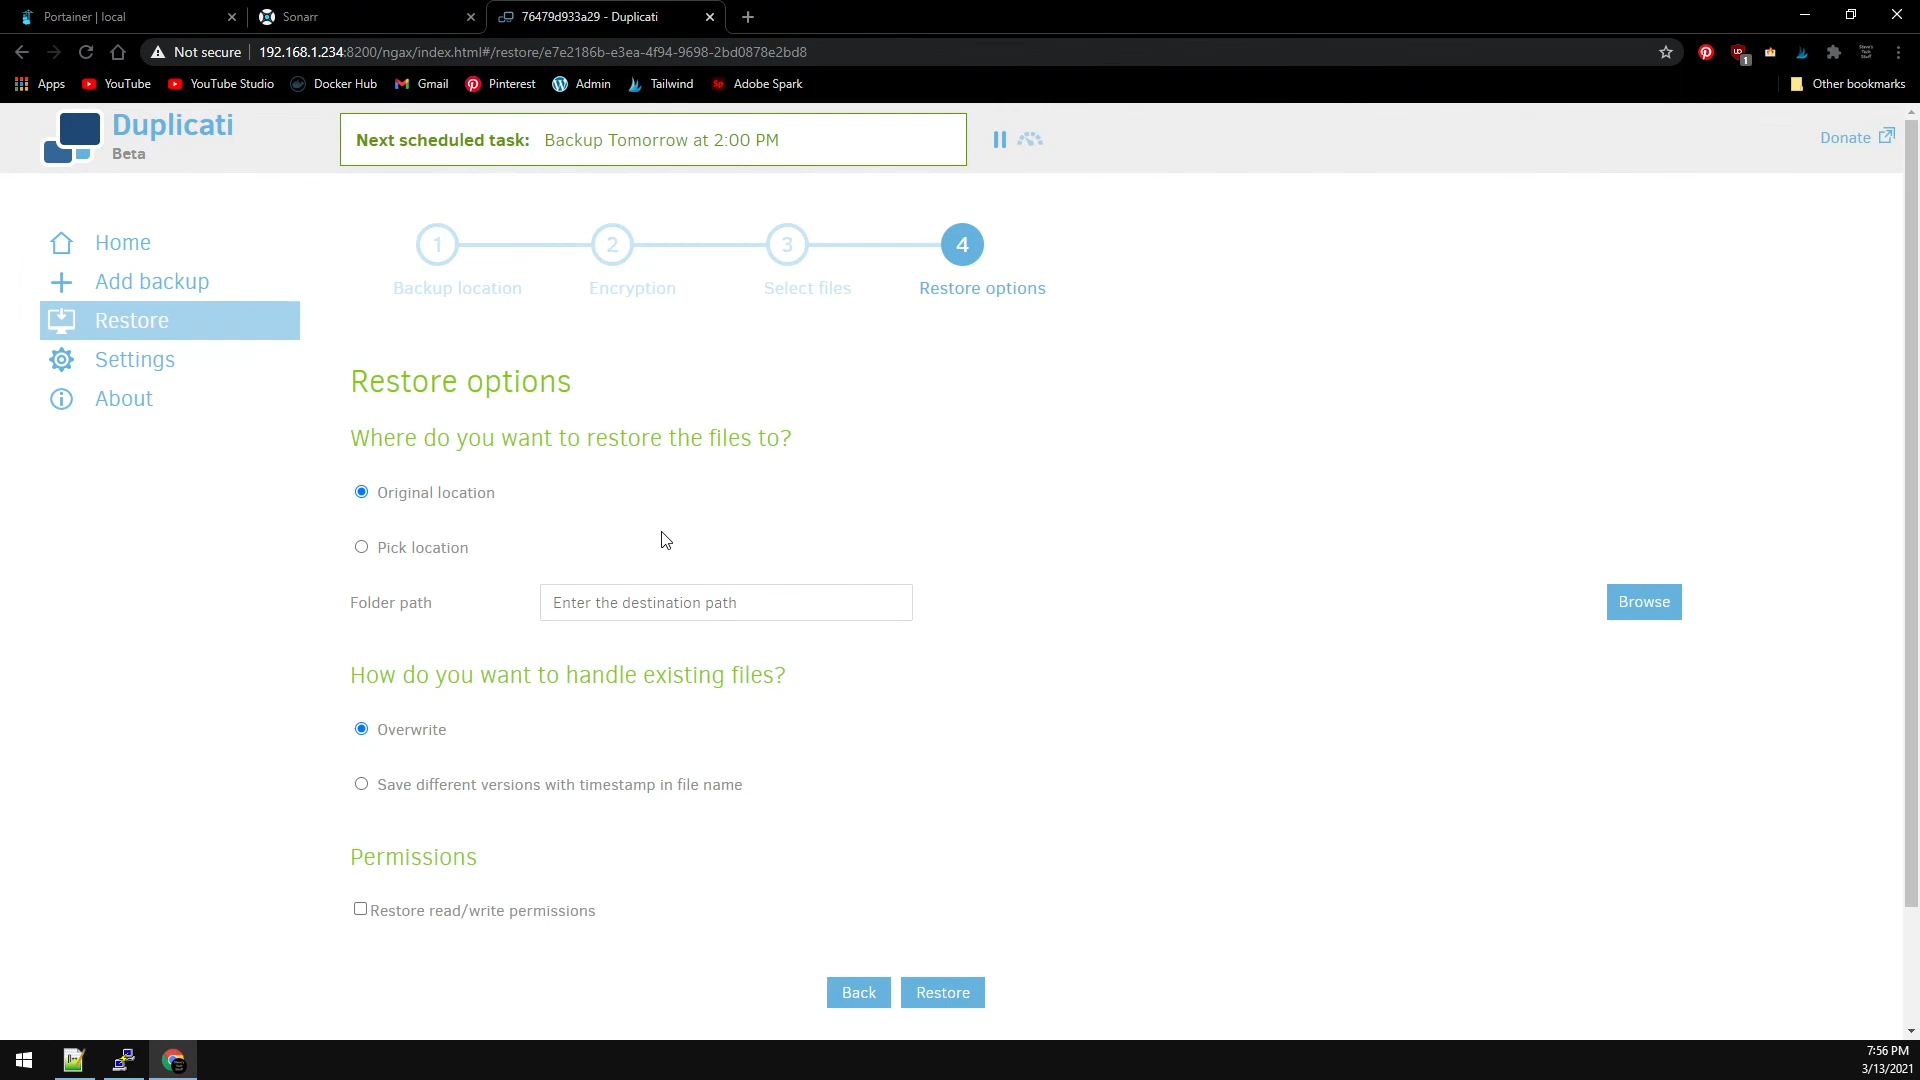 Portainer | local
Sonarr
76479d933a29 - Duplicati
Not secure
192.168.1.234:8200/ngax/index.html#/restore/e7e2186b-e3ea-4f94-9698-2bd0878e2bd8
1
Apps
YouTube
YouTube Studio
Docker Hub
Gmail
Pinterest
Admin
Sp
Tailwind
Adobe Spark
Other bookmarks
Duplicati
Beta
Next scheduled task: Backup Tomorrow at 2:00 PM
Donate
Home
Add backup
Restore
Settings
About
1
2
3
4
Backup location
Encryption
Select files
Restore options
Restore options
Where do you want to restore the files to?
Original location
Pick location
Folder path
Enter the destination path
Browse
How do you want to handle existing files?
Overwrite
Save different versions with timestamp in file name
Permissions
Restore read/write permissions
Back
Restore
7:56 PM
3/13/2021